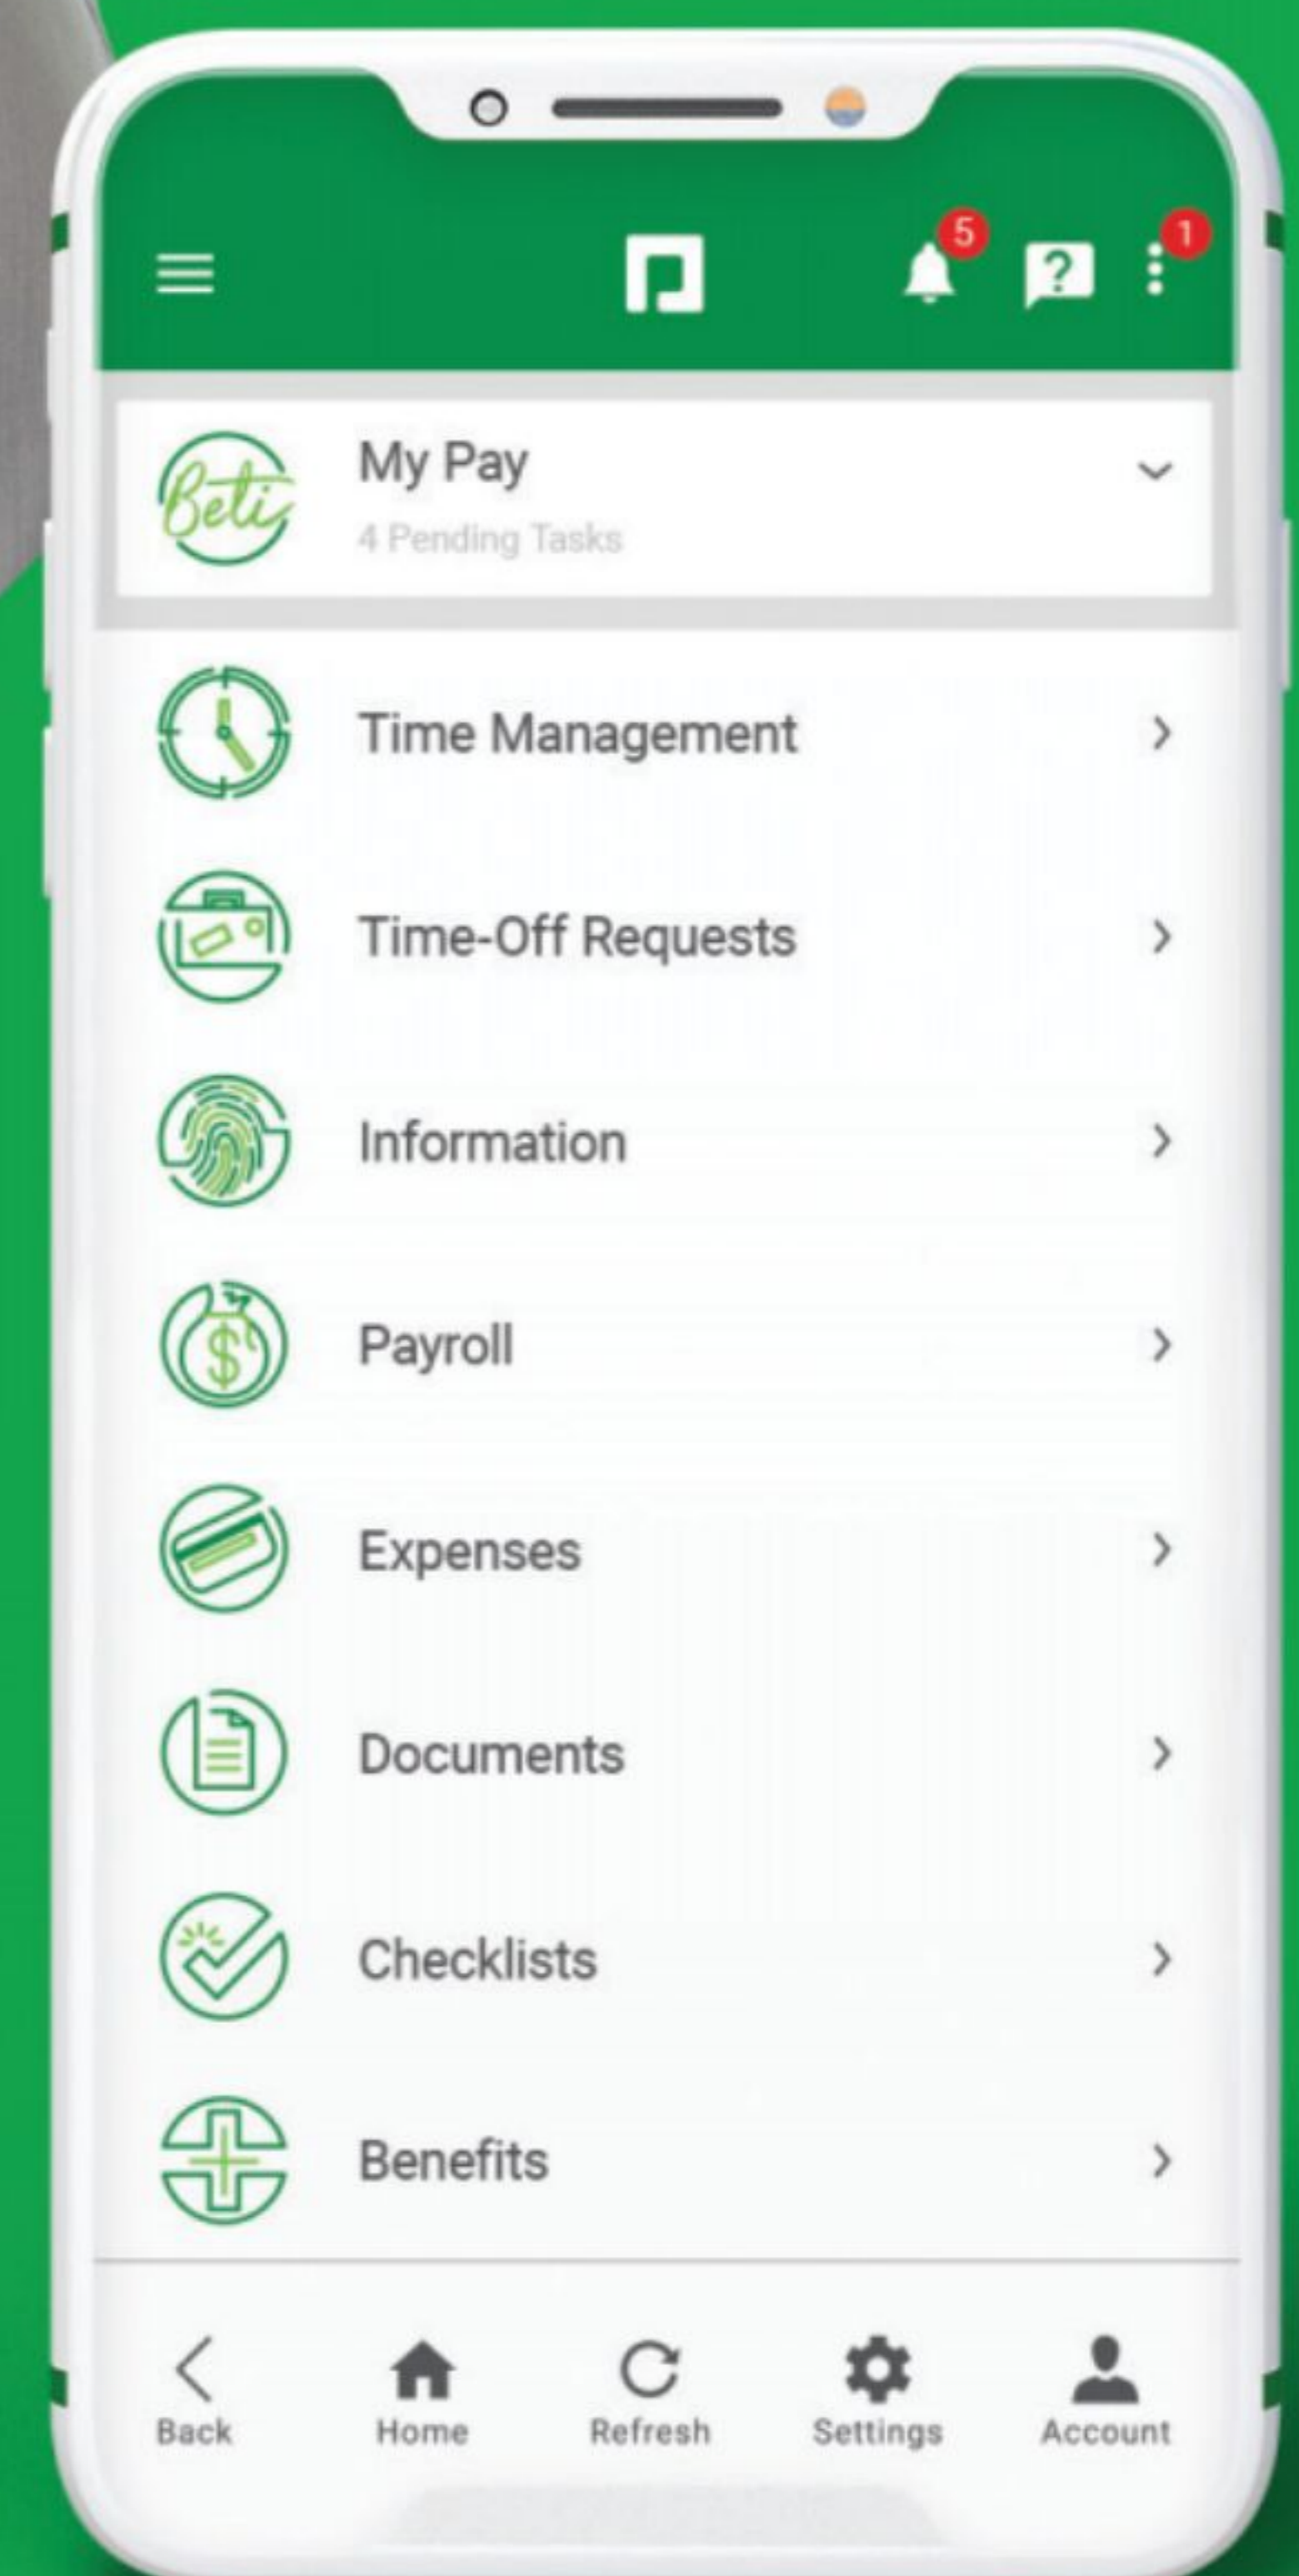 5
?
1
Beti
My Pay
4 Pending Tasks
Time Management
Time-Off Requests
Information
$
Payroll
Expenses
Documents
Checklists
Benefits
Back Home Refresh Settings Account